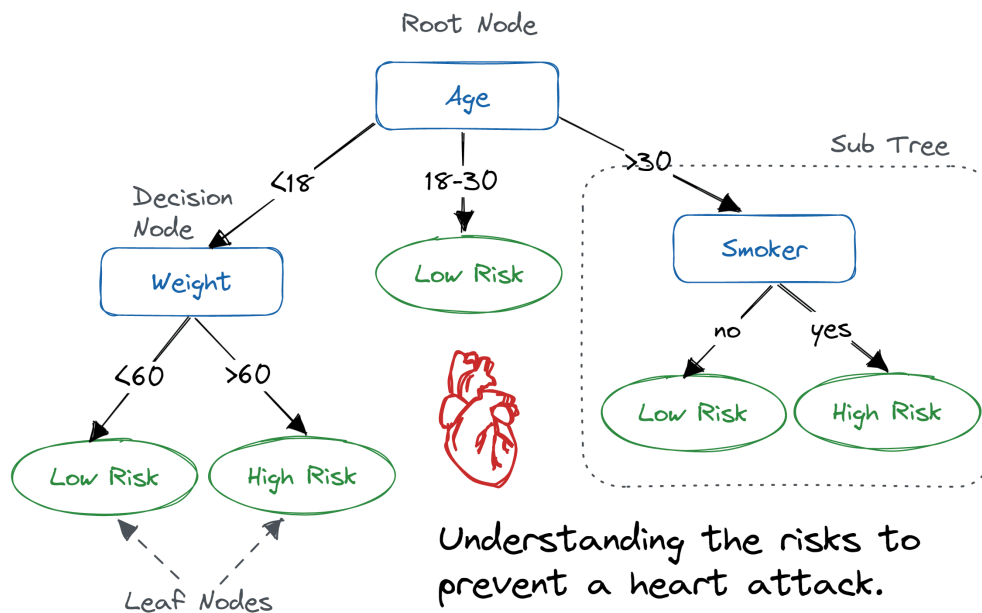 Root Node
Age
Sub Tree
<18
18-30
>30
Decision
Node
Weight
Low Risk
Smoker
<60
>60
no
yes
Low Risk
High Risk
Low Risk
High Risk
Leaf Nodes
Understanding the risks to
prevent a heart attack.